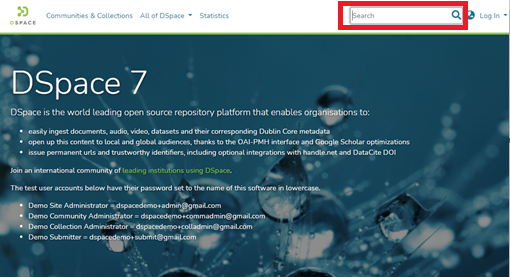 DSPACE
Communities & Collections All of DSpace Statistics Search Log In
DSpace 7
DSpace is the world leading open source repository platform that enables organisations to:
• easily ingest documents, audio, video, datasets and their corresponding Dublin Core metadata
• open up this content to local and global audiences, thanks to the OAI-PMH interface and Google Scholar optimizations
• issue permanent urls and trustworthy identifiers, including optional integrations with handle.net and DataCite DOI
Join an international community of leading institutions using DSpace.
The test user accounts below have their password set to the name of this software in lowercase.
• Demo Site Administrator = dspacedemo+admin@gmail.com
• Demo Community Administrator = dspacedemo+commadmin@gmail.com
• Demo Collection Administrator = dspacedemo+colladmin@gmail.com
• Demo Submitter = dspacedemo+submit@gmail.com